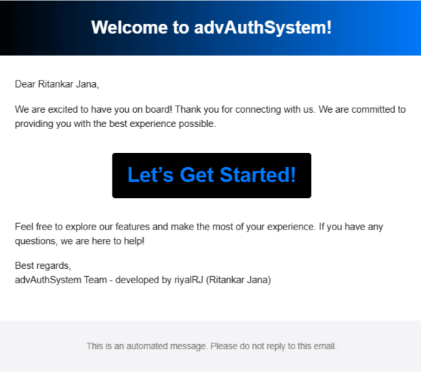 Welcome to advAuthSystem!
Dear Ritankar Jana,
We are excited to have you on board! Thank you for connecting with us. We are committed to
providing you with the best experience possible.
Let’s Get Started!
Feel free to explore our features and make the most of your experience. If you have any
questions, we are here to help!
Best regards,
advAuthSystem Team - developed by riyalRJ (Ritankar Jana)
This is an automated message. Please do not reply to this email.